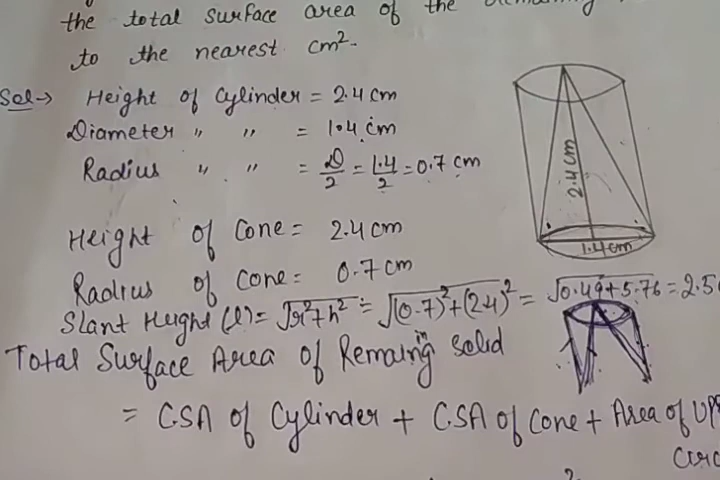 the total surface area of the
to the nearest cm².
Sol→ Height of Cylinder = 2.4 cm
Diameter " " = 1.4 cm
Radius " " = D/2 = 1.4/2 = 0.7 cm
2.4 cm
1.4 cm
Height of Cone = 2.4 cm
Radius of Cone = 0.7 cm
Slant Height (l) = √r²+h² = √(0.7)²+(2.4)² = √0.49+5.76 = 2.5
Total Surface Area of Remaing in Solid
= CSA of Cylinder + CSA of Cone + Area of